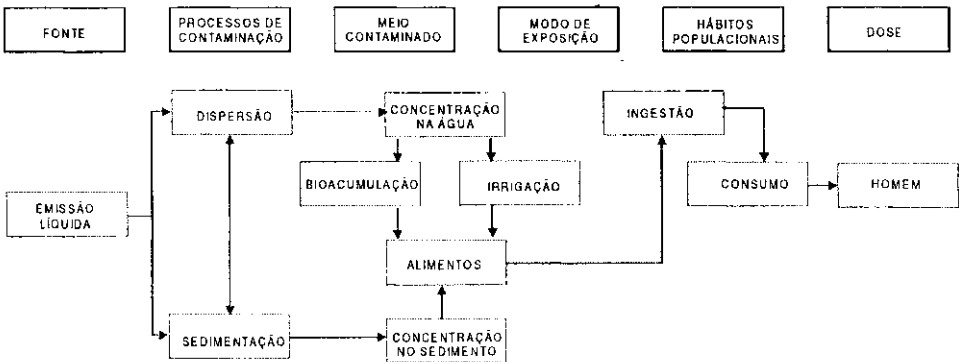 FONTE
PROCESSOS DE
CONTAMINAÇÃO
MEIO
CONTAMINADO
MODO DE
EXPOSIÇÃO
HÁBITOS
POPULACIONAIS
DOSE
DISPERSÃO
CONCENTRAÇÃO
NA ÁGUA
INGESTÃO
BIOACUMULAÇÃO
IRRIGAÇÃO
CONSUMO
HOMEM
EMISSÃO
LÍQUIDA
ALIMENTOS
SEDIMENTAÇÃO
CONCENTRAÇÃO
NO SEDIMENTO